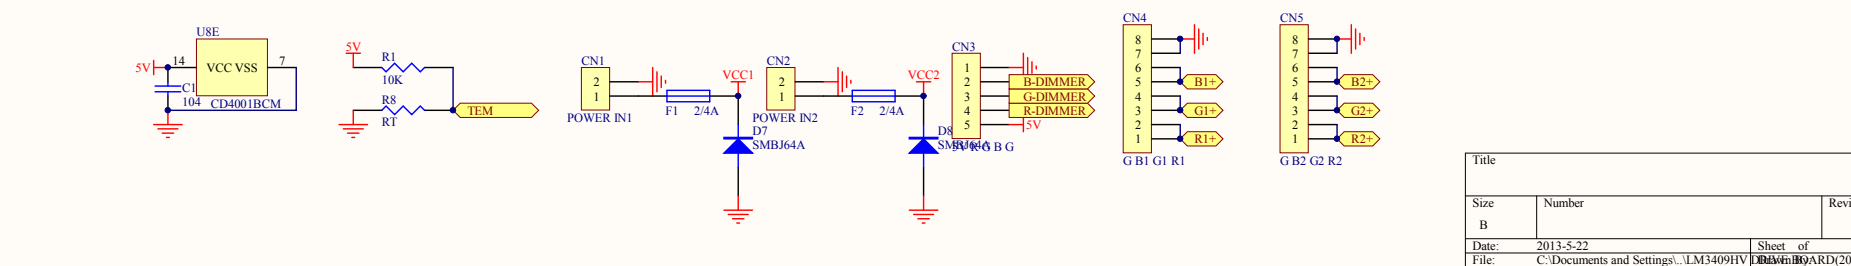 U8E
5V
14
VCC VSS
7
C1
104
CD4001BCM
5V
R1
10K
R8
RT
TEM
CN1
2
1
POWER IN1
F1
2/4A
VCC1
D7
SMBJ64A
CN2
2
1
POWER IN2
F2
2/4A
VCC2
D8
SMBJ64A
CN3
1
2
3
4
5
B-DIMMER
G-DIMMER
R-DIMMER
5V
5V R G B G
CN4
8
7
6
5
4
3
2
1
B1+
G1+
R1+
G B1 G1 R1
CN5
8
7
6
5
4
3
2
1
B2+
G2+
R2+
G B2 G2 R2
Title
Size
B
Number
Revi
Date:
2013-5-22
Sheet of
File:
C:\Documents and Settings\..\LM3409HV